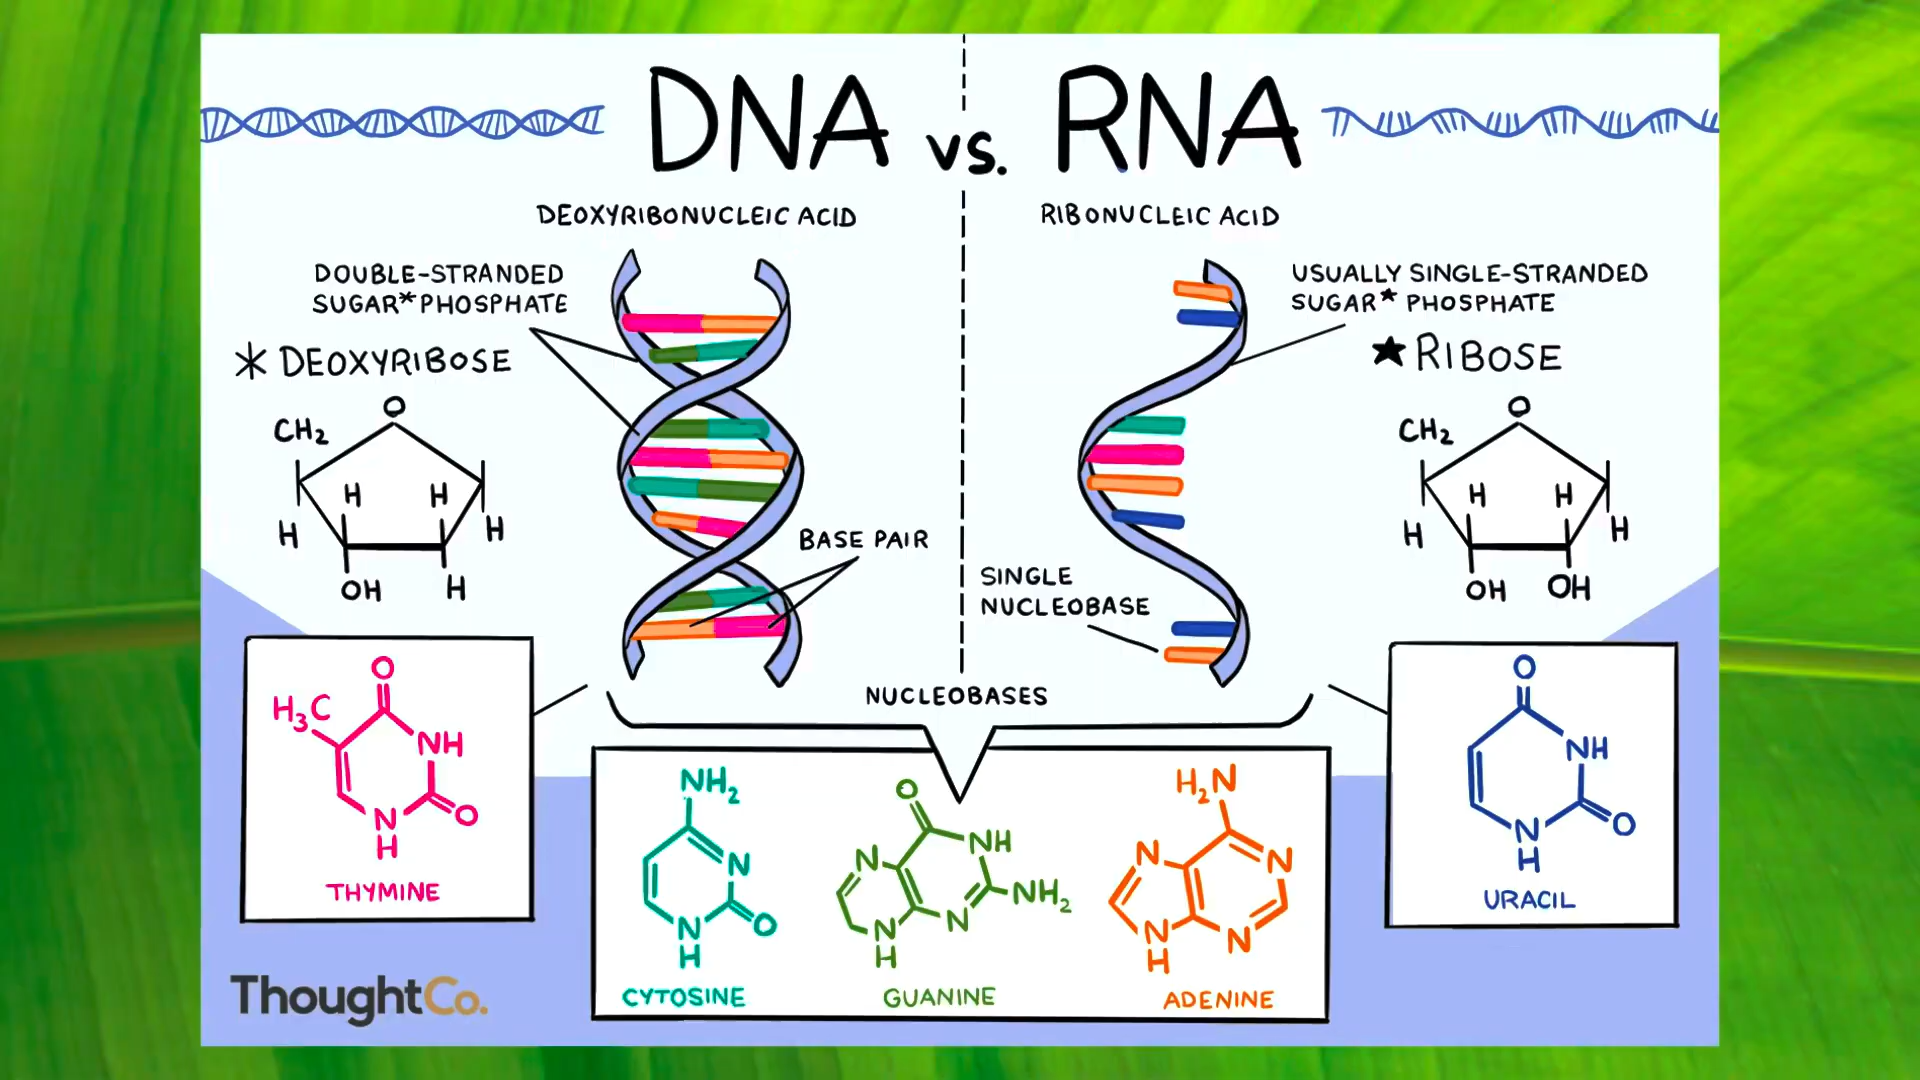 DNA vs. RNA
DEOXYRIBONUCLEIC ACID
DOUBLE-STRANDED
SUGAR* PHOSPHATE
* DEOXYRIBOSE
O
CH2
H H
H H
OH H
BASE PAIR
RIBONUCLEIC ACID
USUALLY SINGLE-STRANDED
SUGAR★ PHOSPHATE
★ RIBOSE
O
CH2
H H
H H
OH OH
SINGLE
NUCLEOBASE
NUCLEOBASES
O
H3C
NH
N O
H
THYMINE
NH2
N
N O
H
CYTOSINE
O
N NH
NH2
N N
H
GUANINE
H2N
N N
N N
H
ADENINE
O
NH
N O
H
URACIL
ThoughtCo.